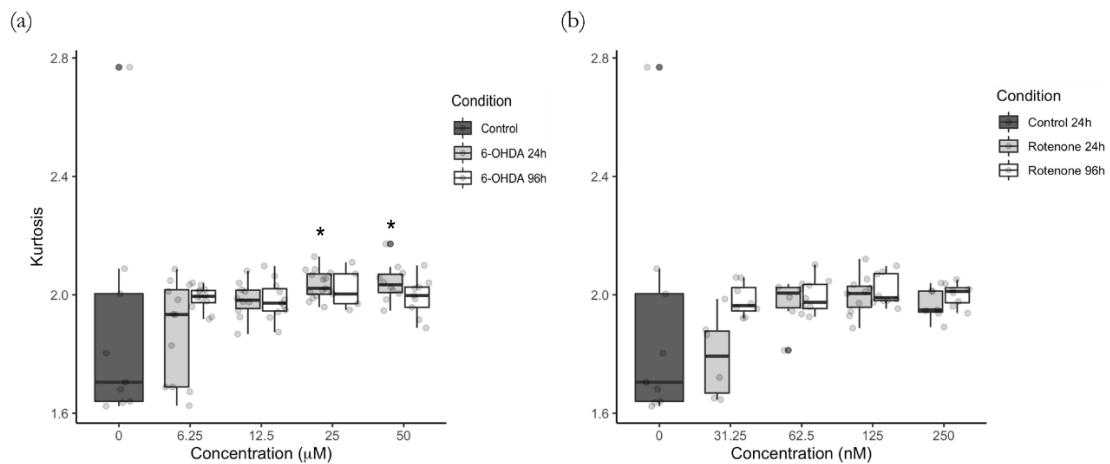 (a)
2.8
2.4
2.0
1.6
Kurtosis
* *
0 6.25 12.5 25 50
Concentration (μM)
Condition
Control
6-OHDA 24h
6-OHDA 96h
(b)
2.8
2.4
2.0
1.6
0 31.25 62.5 125 250
Concentration (nM)
Condition
Control 24h
Rotenone 24h
Rotenone 96h